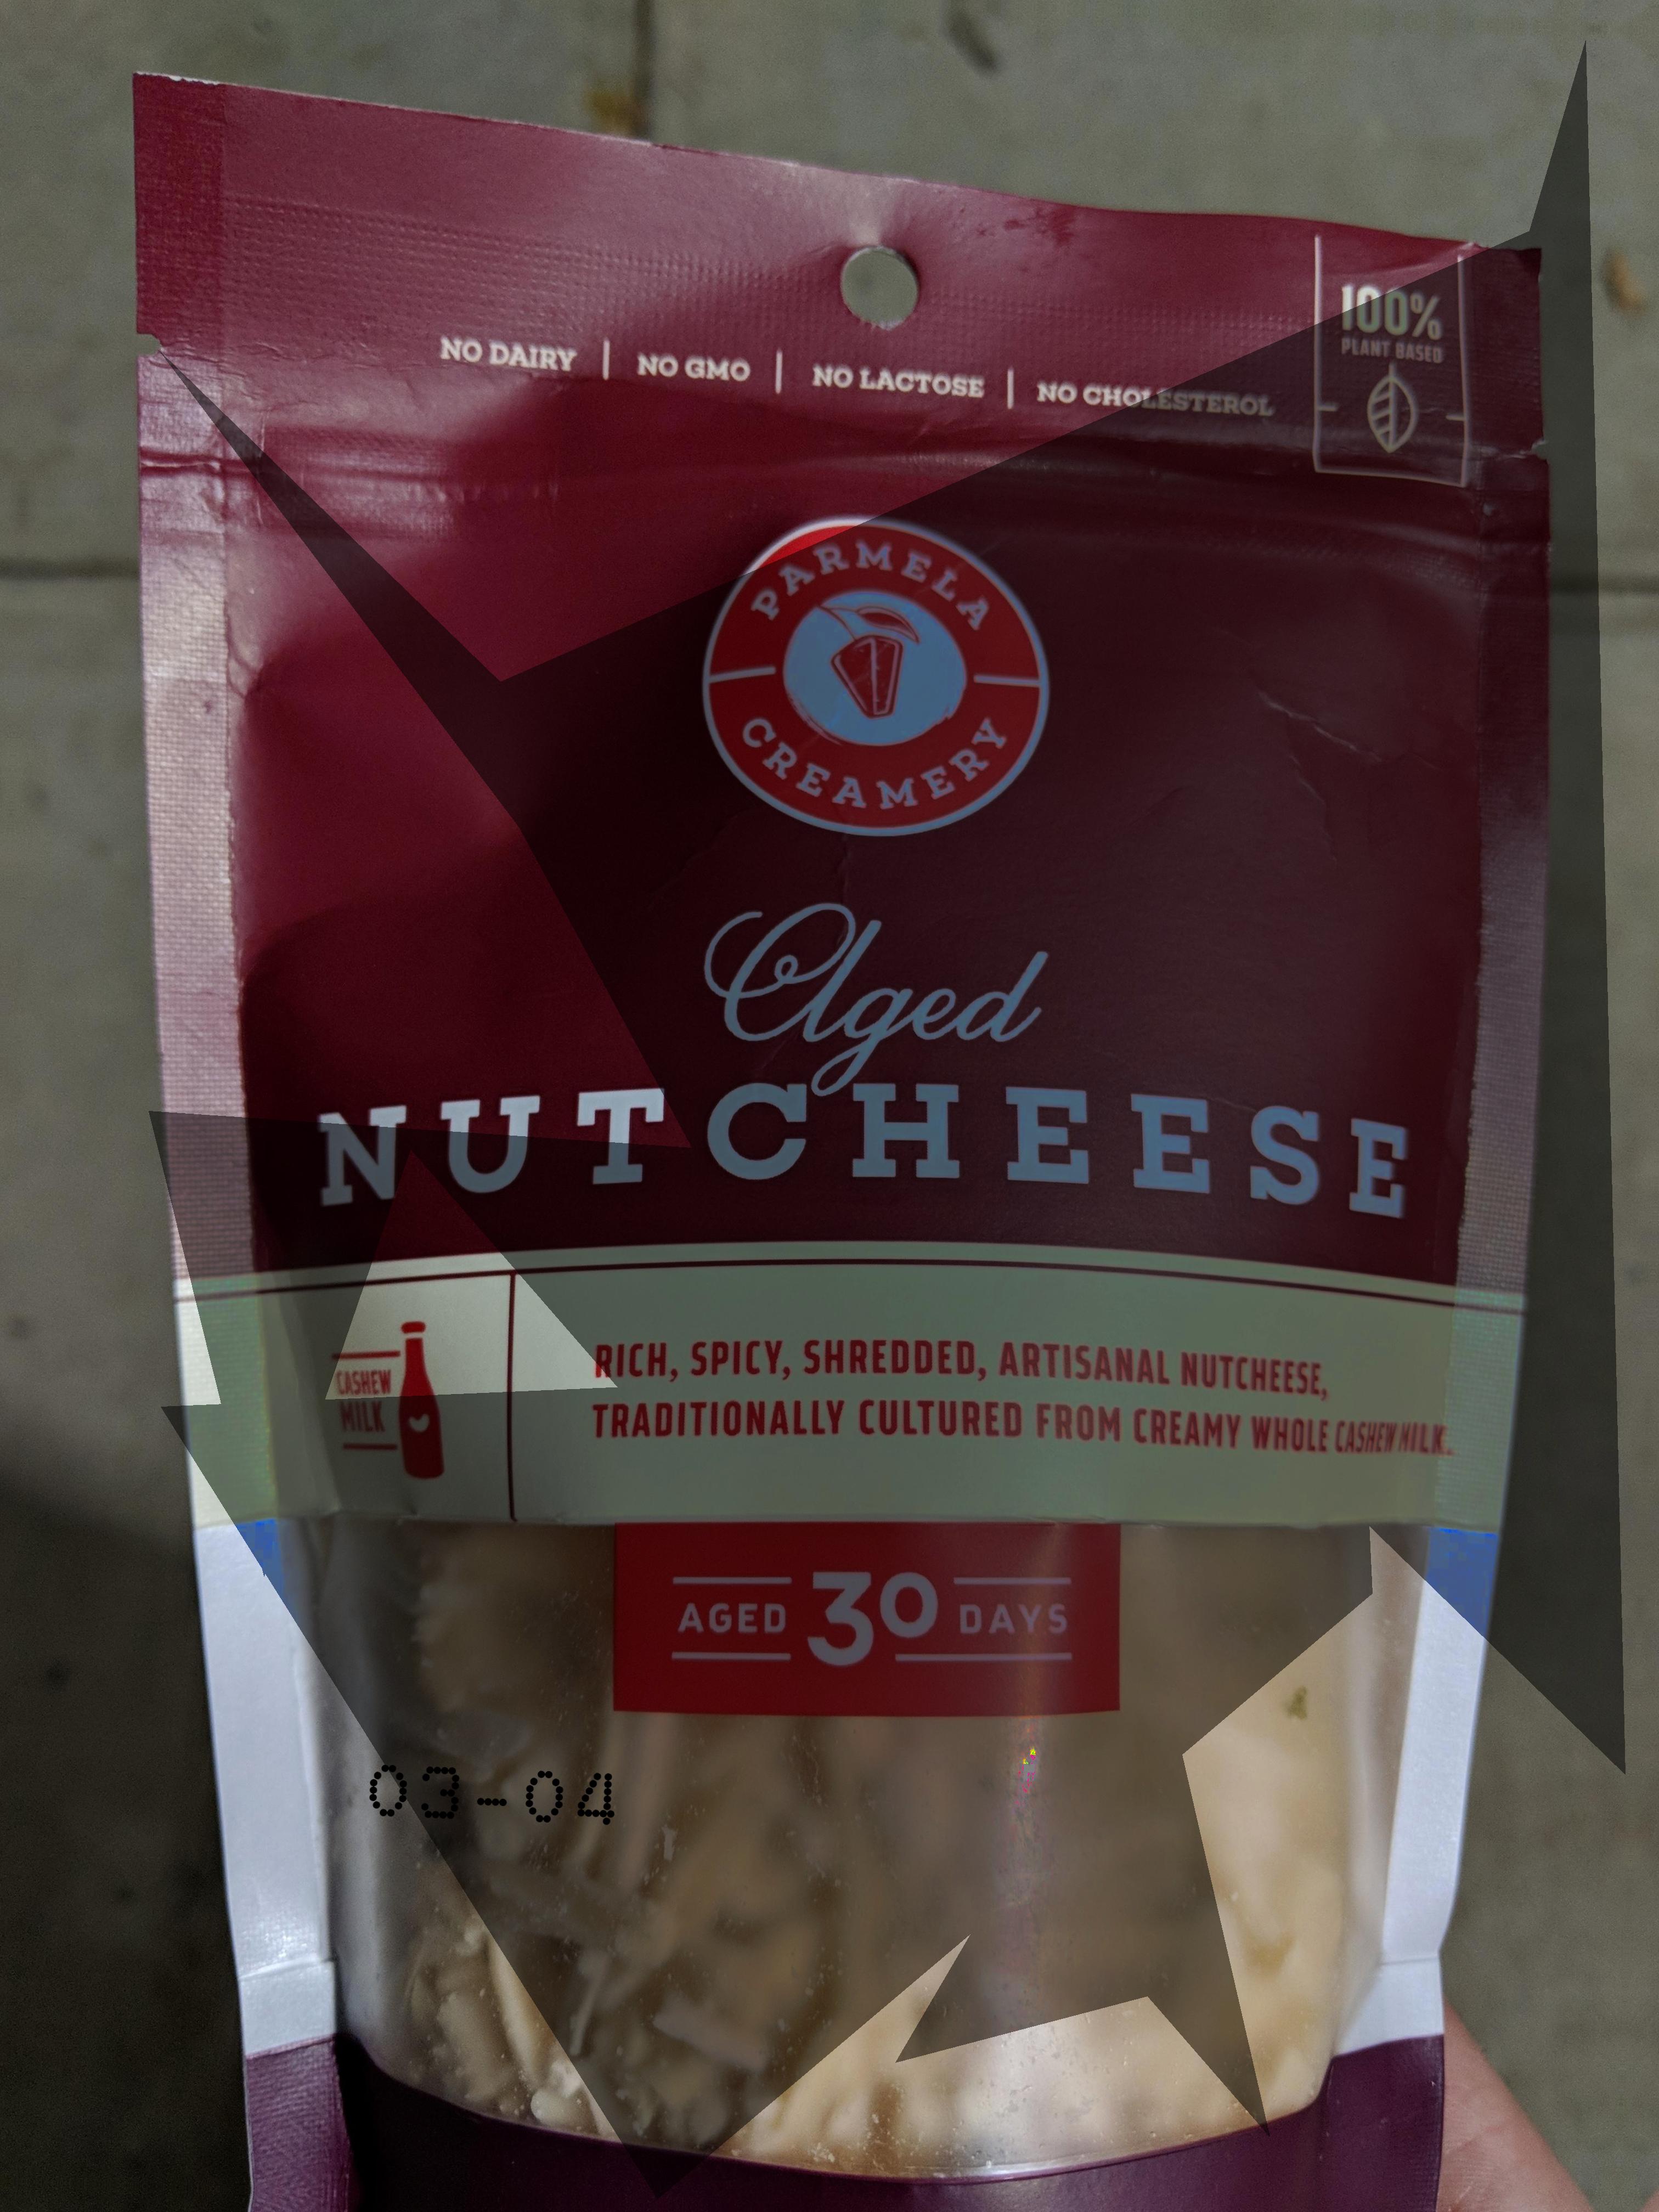 NO DAIRY | NO GMO | NO LACTOSE | NO CHOLESTEROL
100%
PLANT BASED
PARMELA
CREAMERY
Aged
NUTCHEESE
CASHEW
MILK
RICH, SPICY, SHREDDED, ARTISANAL NUTCHEESE,
TRADITIONALLY CULTURED FROM CREAMY WHOLE CASHEW MILK.
AGED 30 DAYS
03-04